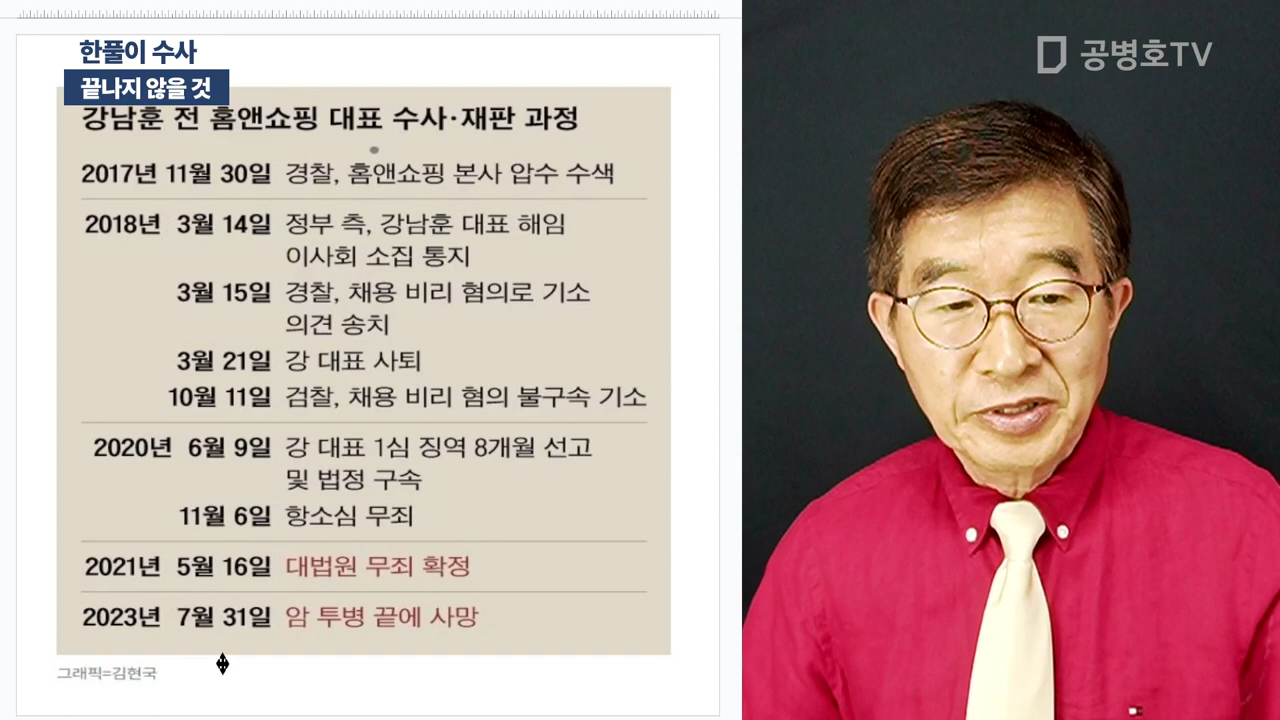 한풀이 수사
끝나지 않을 것
공병호TV
강남훈 전 홈앤쇼핑 대표 수사·재판 과정
2017년 11월 30일 경찰, 홈앤쇼핑 본사 압수 수색
2018년 3월 14일 정부 측, 강남훈 대표 해임
이사회 소집 통지
3월 15일 경찰, 채용 비리 혐의로 기소
의견 송치
3월 21일 강 대표 사퇴
10월 11일 검찰, 채용 비리 혐의 불구속 기소
2020년 6월 9일 강 대표 1심 징역 8개월 선고
및 법정 구속
11월 6일 항소심 무죄
2021년 5월 16일 대법원 무죄 확정
2023년 7월 31일 암 투병 끝에 사망
그래픽=김현국